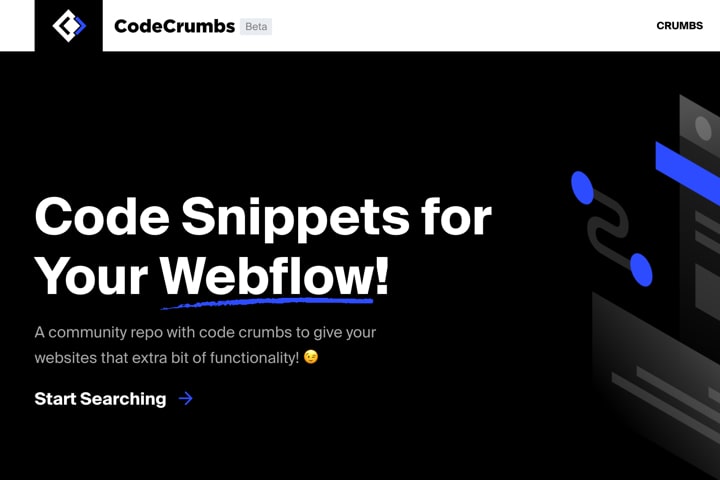 CodeCrumbs Beta CRUMBS
Code Snippets for
Your Webflow!
A community repo with code crumbs to give your
websites that extra bit of functionality! 😉
Start Searching →